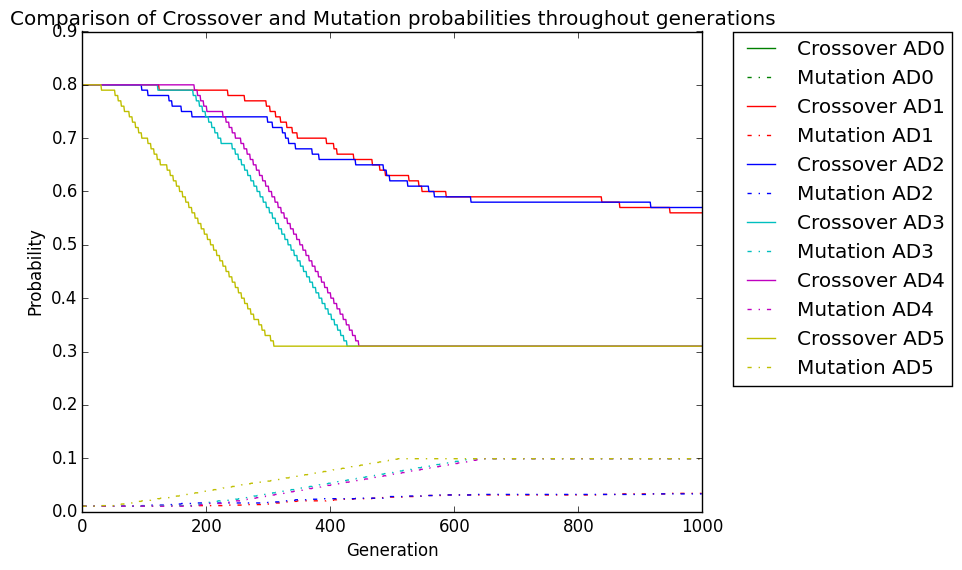 Comparison of Crossover and Mutation probabilities throughout generations
0.9
0.8
0.7
0.6
0.5
0.4
0.3
0.2
0.1
0.0
Probability
0
200
400
600
800
1000
Generation
Crossover AD0
Mutation AD0
Crossover AD1
Mutation AD1
Crossover AD2
Mutation AD2
Crossover AD3
Mutation AD3
Crossover AD4
Mutation AD4
Crossover AD5
Mutation AD5